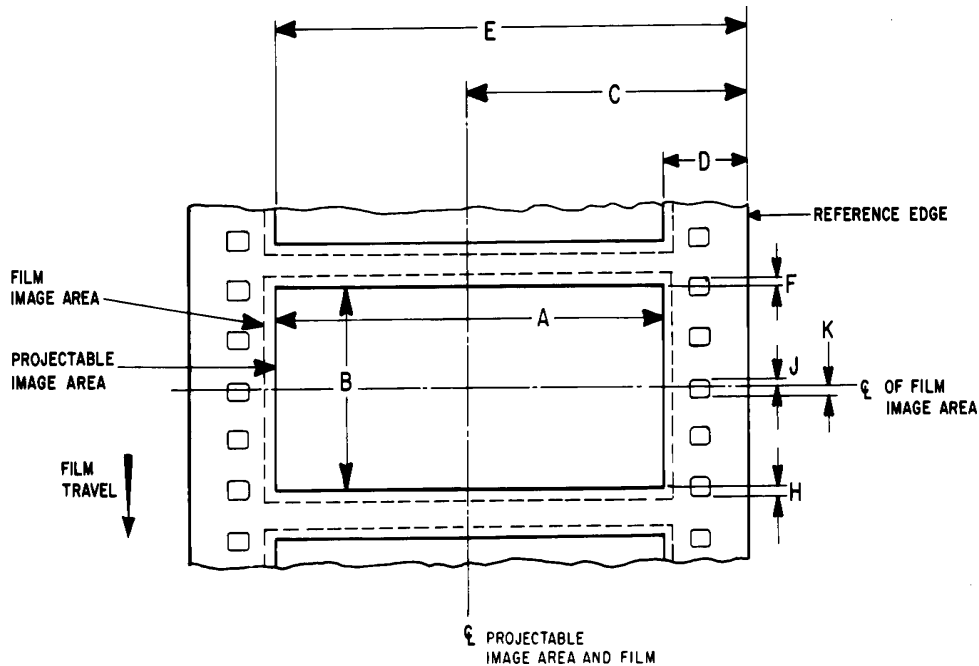 E
C
D
REFERENCE EDGE
FILM
IMAGE AREA
F
A
K
PROJECTABLE
IMAGE AREA
B
J
℄ OF FILM
IMAGE AREA
FILM
TRAVEL
H
℄ PROJECTABLE
IMAGE AREA AND FILM